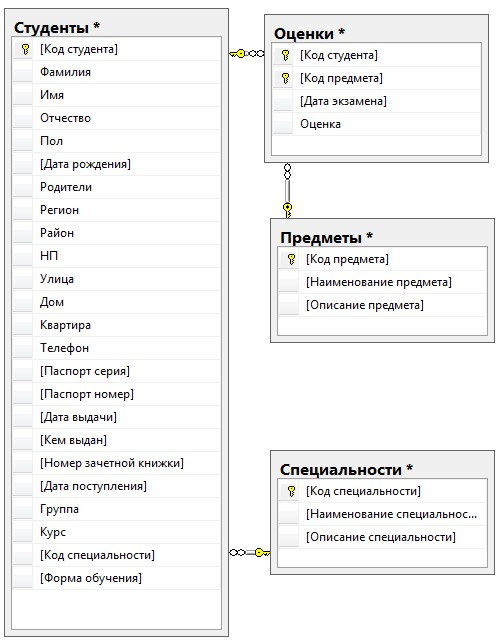 Студенты *
[Код студента]
Фамилия
Имя
Отчество
Пол
[Дата рождения]
Родители
Регион
Район
НП
Улица
Дом
Квартира
Телефон
[Паспорт серия]
[Паспорт номер]
[Дата выдачи]
[Кем выдан]
[Номер зачетной книжки]
[Дата поступления]
Группа
Курс
[Код специальности]
[Форма обучения]
Оценки *
[Код студента]
[Код предмета]
[Дата экзамена]
Оценка
Предметы *
[Код предмета]
[Наименование предмета]
[Описание предмета]
Специальности *
[Код специальности]
[Наименование специальнос...
[Описание специальности]